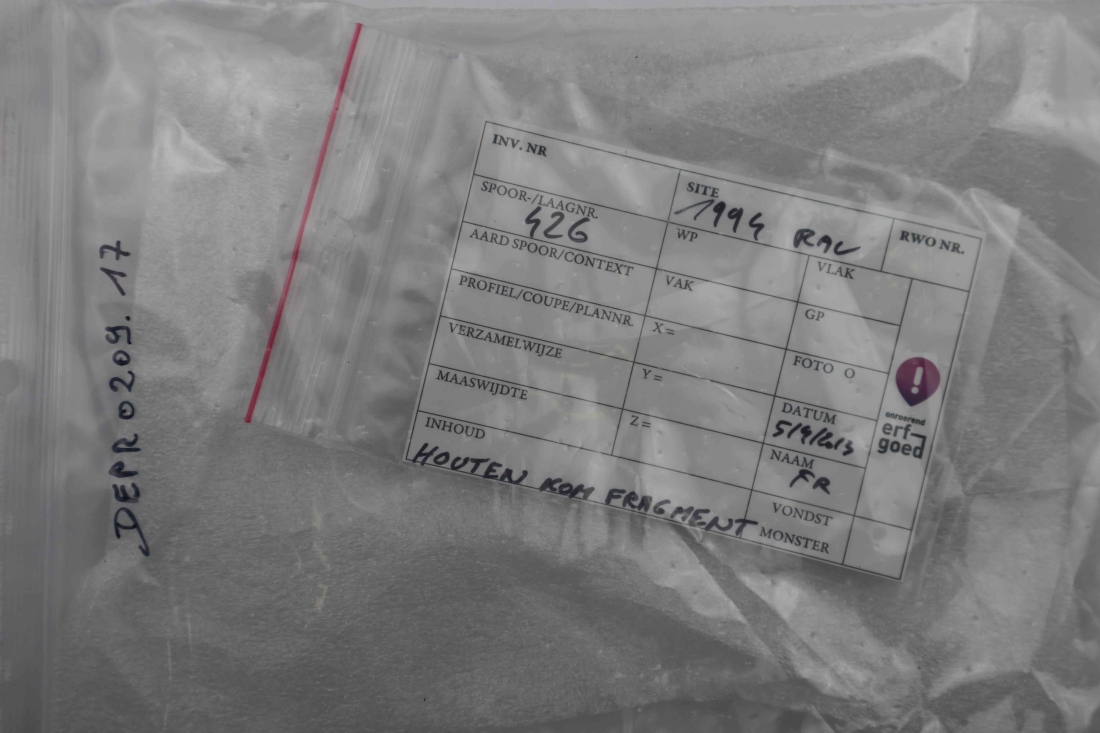 DEPR0209.17
INV. NR
SITE
1994 RAV
RWO NR.
SPOOR-/LAAGNR.
426
WP
VLAK
AARD SPOOR/CONTEXT
VAK
GP
PROFIEL/COUPE/PLANNR.
X =
FOTO O
VERZAMELWIJZE
Y =
DATUM
5/9/2013
MAASWIJDTE
Z =
NAAM
FR
INHOUD
HOUTEN KOM FRAGMENT
VONDST
MONSTER
onroerend
erf-
goed